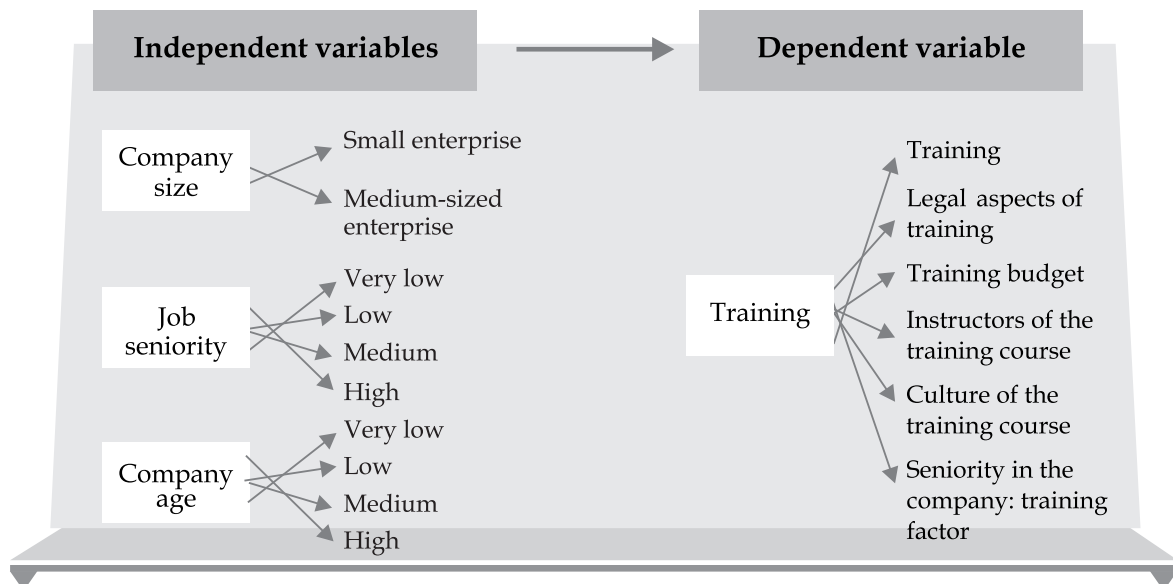 Independent variables
Dependent variable
Company
size
Small enterprise
Medium-sized
enterprise
Job
seniority
Very low
Low
Medium
High
Company
age
Very low
Low
Medium
High
Training
Training
Legal aspects of
training
Training budget
Instructors of the
training course
Culture of the
training course
Seniority in the
company: training
factor